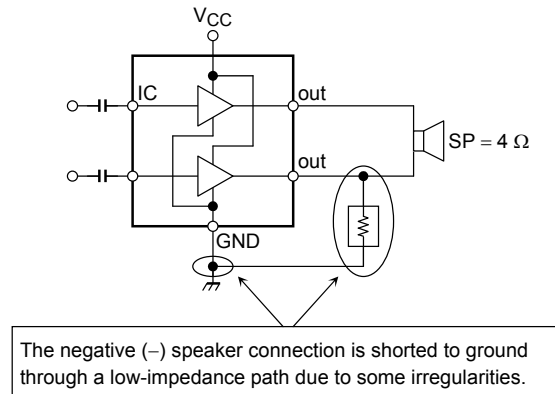 VCC
IC
out
SP = 4 Ω
out
GND
The negative (−) speaker connection is shorted to ground
through a low-impedance path due to some irregularities.